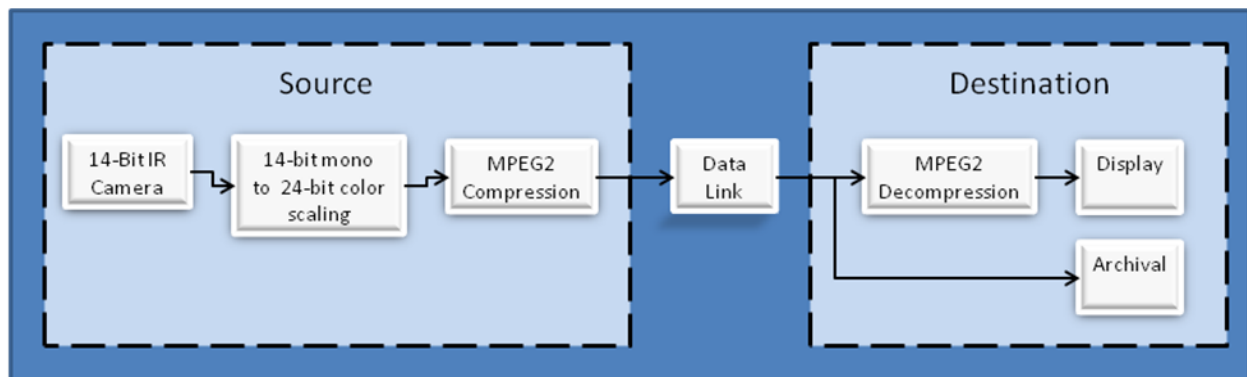 Source
14-Bit IR
Camera
14-bit mono
to 24-bit color
scaling
MPEG2
Compression
Data
Link
Destination
MPEG2
Decompression
Display
Archival